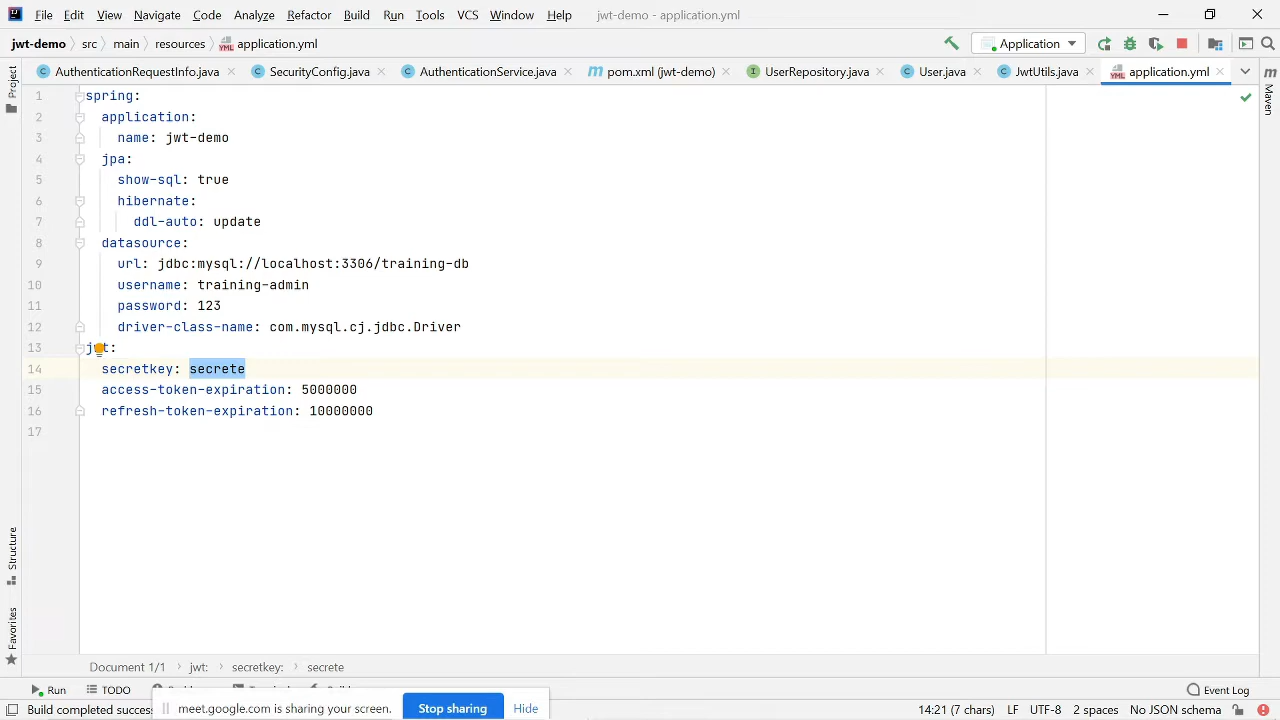 File Edit View Navigate Code Analyze Refactor Build Run Tools VCS Window Help jwt-demo - application.yml
jwt-demo src main resources application.yml Application
AuthenticationRequestInfo.java SecurityConfig.java AuthenticationService.java pom.xml (jwt-demo) UserRepository.java User.java JwtUtils.java application.yml
Project
Maven
1 spring:
2 application:
3 name: jwt-demo
4 jpa:
5 show-sql: true
6 hibernate:
7 ddl-auto: update
8 datasource:
9 url: jdbc:mysql://localhost:3306/training-db
10 username: training-admin
11 password: 123
12 driver-class-name: com.mysql.cj.jdbc.Driver
13 jwt:
14 secretkey: secrete
15 access-token-expiration: 5000000
16 refresh-token-expiration: 10000000
17
Structure
Favorites
Document 1/1 jwt: secretkey: secrete
Run TODO Event Log
Build completed success
meet.google.com is sharing your screen. Stop sharing Hide
14:21 (7 chars) LF UTF-8 2 spaces No JSON schema